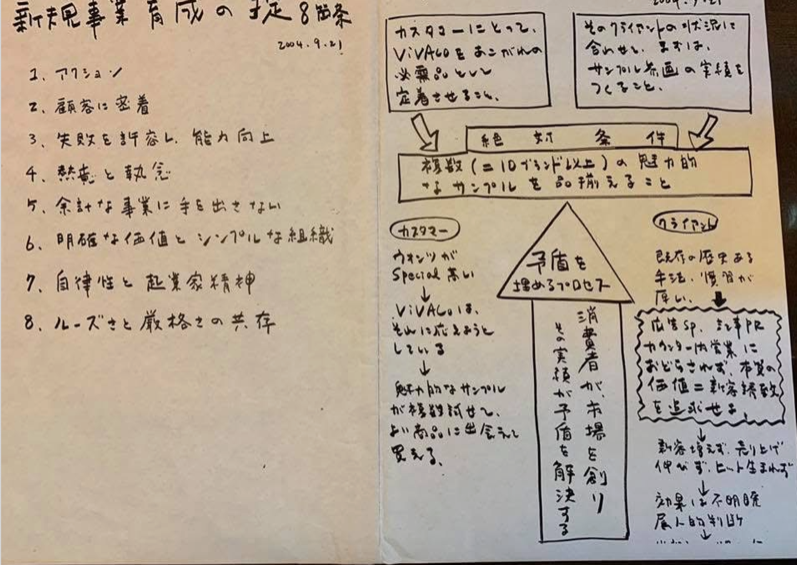 新規事業育成の掟8箇条
2004.9.21
1. アクション
2. 顧客に密着
3. 失敗を許容し、能力向上
4. 熱意と執念
5. 余計な事業に手を出さない
6. 明確な価値とシンプルな組織
7. 自律性と起業家精神
8. ルーズさと厳格さの共存
2004.9.21
カスタマーにとって、
ViVACoをあこがれの
必需品として
定着させること、
そのクライアントの状況に
合わせて、まずは、
サンプル参画の実績を
つくること、
絶対条件
複数(=10ブランド以上)の魅力的
なサンプルを品揃えること
カスタマー
ウォンツが
Special 高い
↓
ViVACoは、
それに応えようと
している
↓
魅力的なサンプル
が複数試せて、
よい商品に出会えて
買える、
矛盾を
埋めるプロセス
消費者が、市場を創り
その実績が矛盾を解決する
クライアント
既存の歴史ある
手法、慣習が
厚い、
広告SP、記事PR
カウンター内営業に
おどらされず、本質の
価値=新客購数
を追求せよ、
↓
新客増えず、売り上げ
伸びず、ヒット生まれず
↓
効果は不明瞭
属人的判断
↓